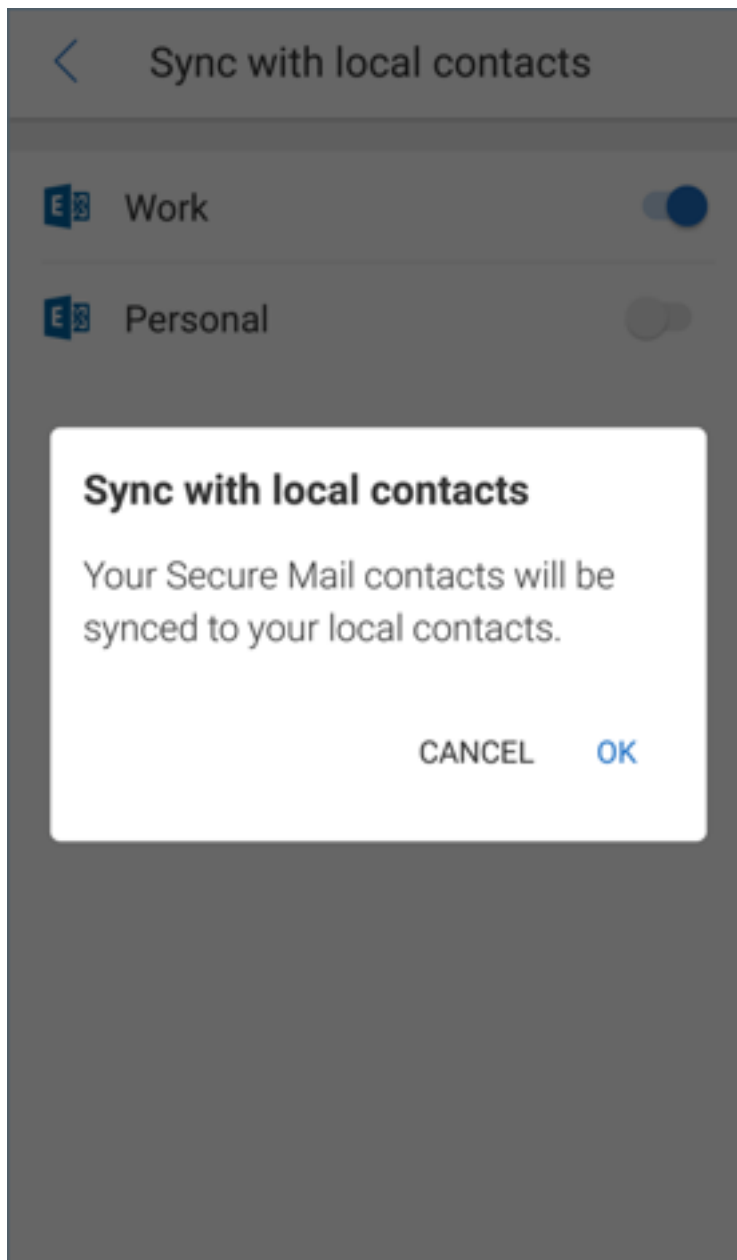 Sync with local contacts
Work
Personal
Sync with local contacts
Your Secure Mail contacts will be
synced to your local contacts.
CANCEL OK